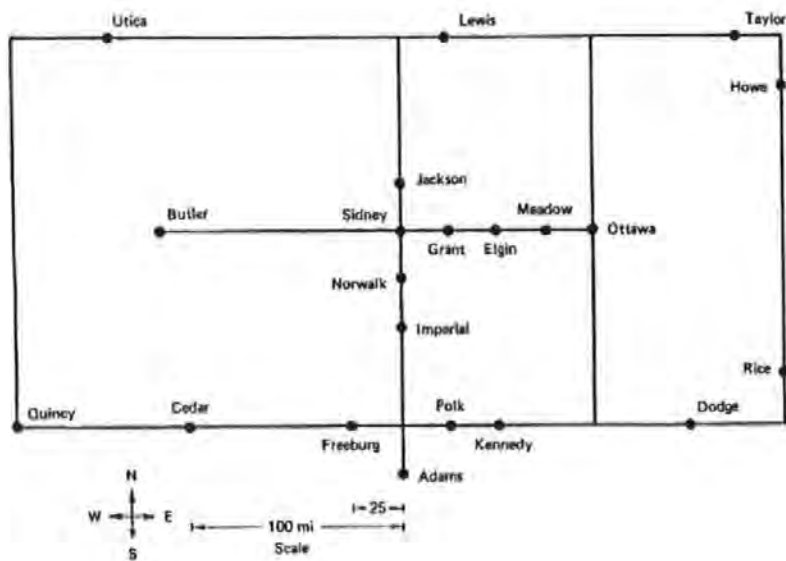 Utica
Lewis
Taylor
Howe
Jackson
Butler
Sidney
Meadow
Ottawa
Grant
Elgin
Norwalk
Imperial
Rice
Quincy
Cedar
Polk
Dodge
Freeburg
Kennedy
Adams
N
W
E
S
25
100 mi
Scale